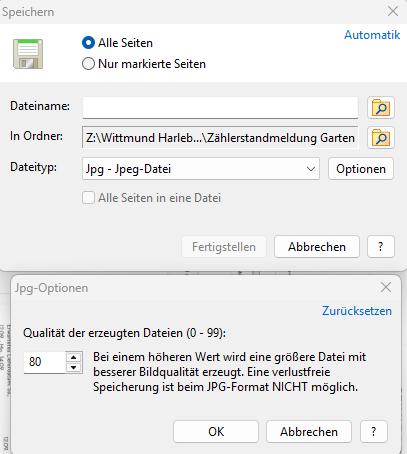 Speichern
Automatik
Alle Seiten
Nur markierte Seiten
Dateiname:
In Ordner: Z:\Wittmund Harleb...\Zählerstandmeldung Garten
Dateityp: Jpg - Jpeg-Datei Optionen
Alle Seiten in eine Datei
Fertigstellen Abbrechen ?
Jpg-Optionen
Zurücksetzen
Qualität der erzeugten Dateien (0 - 99):
80 Bei einem höheren Wert wird eine größere Datei mit
besserer Bildqualität erzeugt. Eine verlustfreie
Speicherung ist beim JPG-Format NICHT möglich.
OK Abbrechen ?